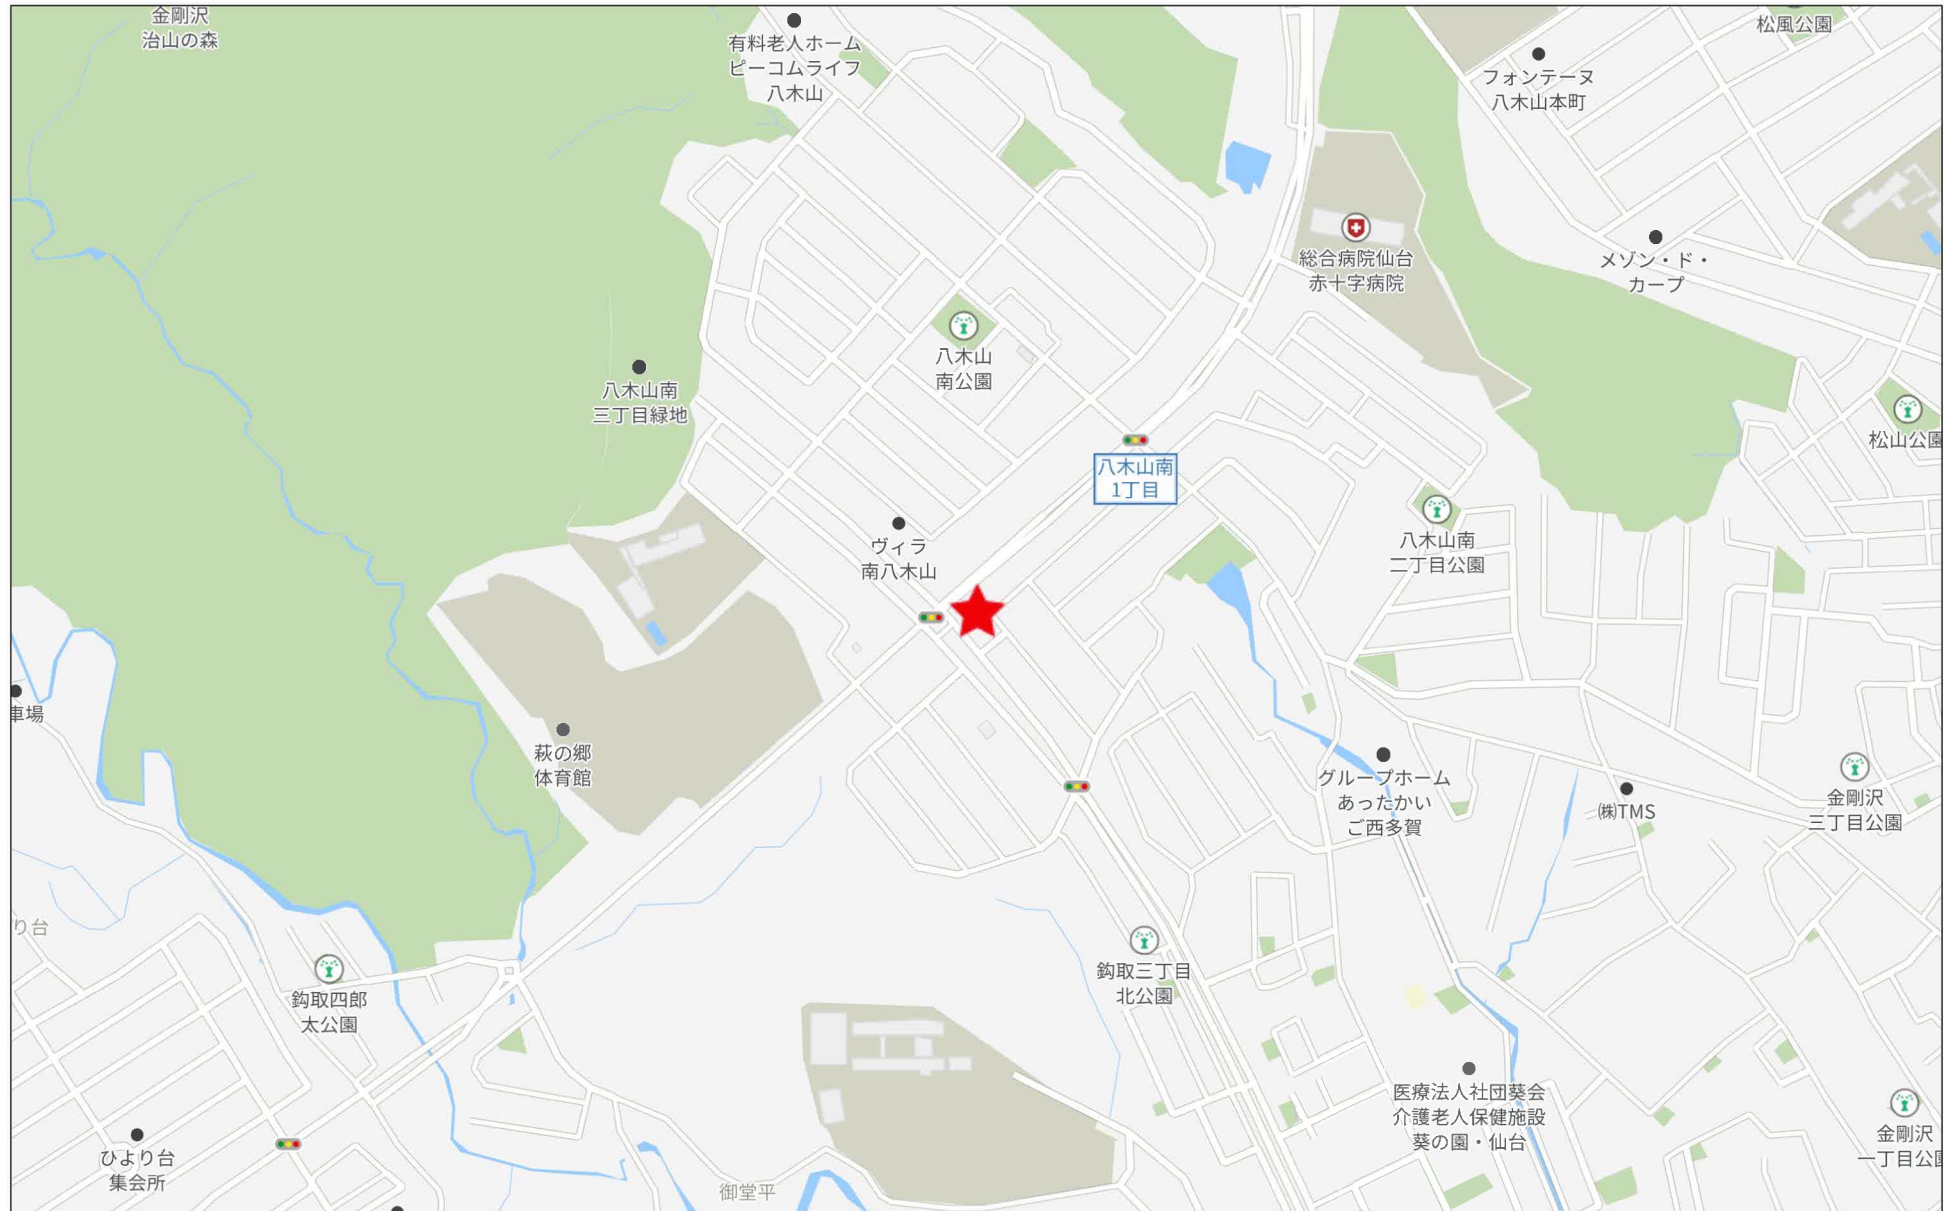 金剛沢
治山の森
有料老人ホーム
ピーコムライフ
八木山
松風公園
フォンテーヌ
八木山本町
総合病院仙台
赤十字病院
メゾン・ド・
カープ
八木山
南公園
八木山南
三丁目緑地
松山公園
八木山南
1丁目
八木山南
二丁目公園
ヴィラ
南八木山
車場
萩の郷
体育館
グループホーム
あったかい
ご西多賀
㈱TMS
金剛沢
三丁目公園
り台
鈎取四郎
太公園
鈎取三丁目
北公園
医療法人社団葵会
介護老人保健施設
葵の園・仙台
金剛沢
一丁目公園
ひより台
集会所
御堂平